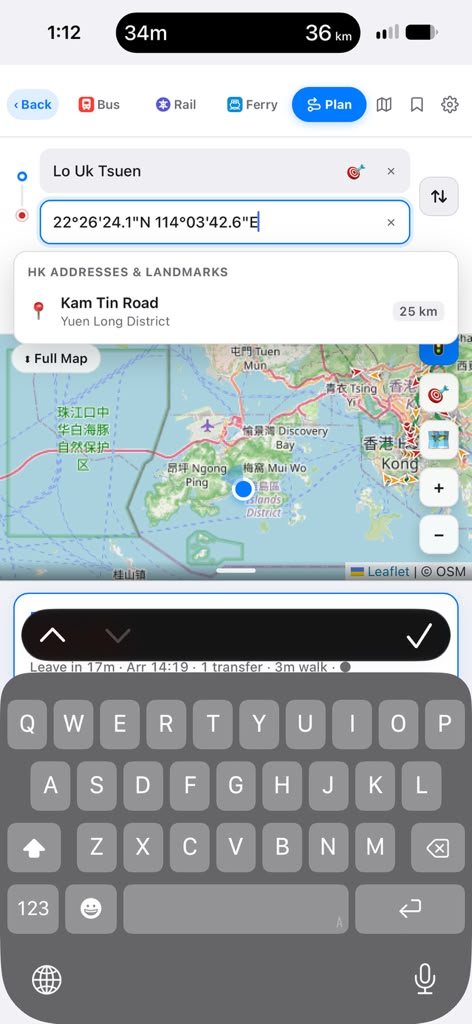 1:12
34m
36 km
‹ Back
Bus
Rail
Ferry
Plan
Lo Uk Tsuen
×
22°26'24.1"N 114°03'42.6"E
×
HK ADDRESSES & LANDMARKS
Kam Tin Road
Yuen Long District
25 km
Full Map
屯門 Tuen
Mun
青衣 Tsing
Yi
香港
珠江口中
华白海豚
自然保护
区
愉景灣 Discovery
Bay
香港
Kong
昂坪 Ngong
Ping
梅窩 Mui Wo
Islands
District
+
−
桂山镇
Leaflet | © OSM
Leave in 17m · Arr 14:19 · 1 transfer · 3m walk ·
Q W E R T Y U I O P
A S D F G H J K L
Z X C V B N M
123
A